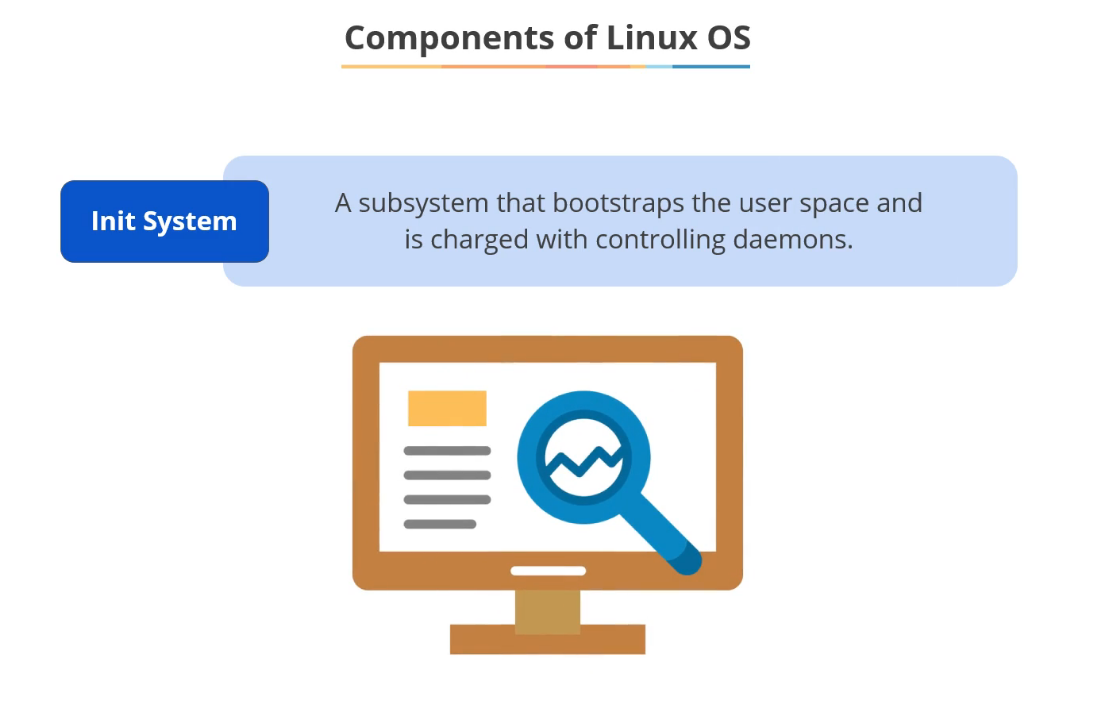 Components of Linux OS
Init System
A subsystem that bootstraps the user space and
is charged with controlling daemons.